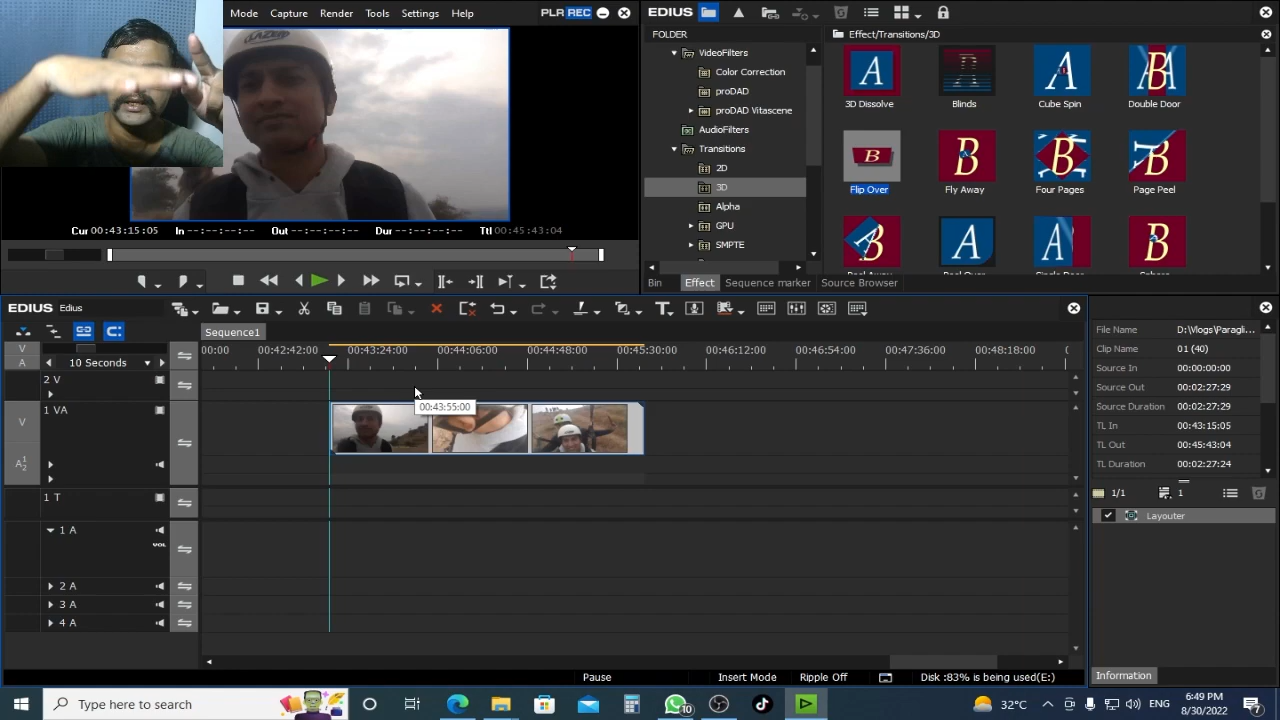 Mode Capture Render Tools Settings Help
PLR REC
Cur 00:43:15:05 In --:--:--:-- Out --:--:--:-- Dur --:--:--:-- Ttl 00:45:43:04
EDIUS
FOLDER
VideoFilters
Color Correction
proDAD
proDAD Vitascene
AudioFilters
Transitions
2D
3D
Alpha
GPU
SMPTE
Effect/Transitions/3D
3D Dissolve Blinds Cube Spin Double Door
Flip Over Fly Away Four Pages Page Peel
Bin Effect Sequence marker Source Browser
EDIUS Edius
Sequence1
V
A
10 Seconds
00:00 00:42:42:00 00:43:24:00 00:44:06:00 00:44:48:00 00:45:30:00 00:46:12:00 00:46:54:00 00:47:36:00 00:48:18:00
2 V
00:43:55:00
1 VA
V
A
1 T
1 A
VOL
2 A
3 A
4 A
File Name D:\Vlogs\Paragli...
Clip Name 01 (40)
Source In 00:00:00:00
Source Out 00:02:27:29
Source Duration 00:02:27:29
TL In 00:43:15:05
TL Out 00:45:43:04
TL Duration 00:02:27:24
1/1 1
Layouter
Information
Pause Insert Mode Ripple Off Disk :83% is being used(E:)
Type here to search
10
32°C
ENG
6:49 PM
8/30/2022